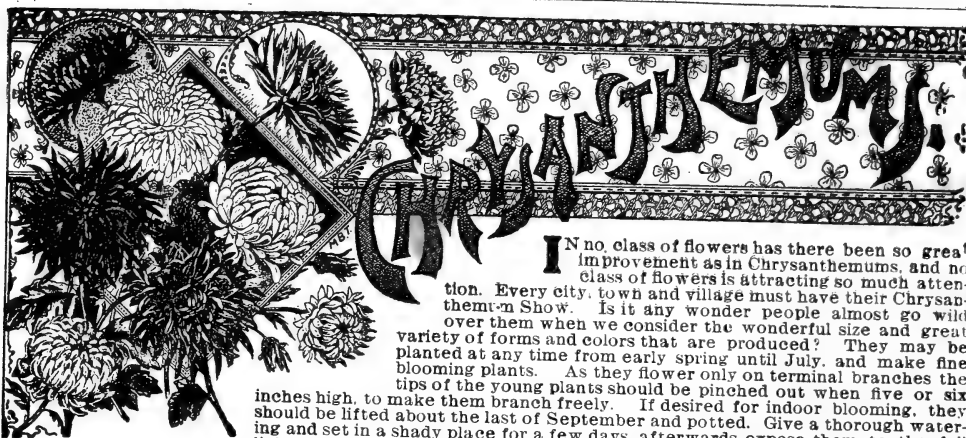 CHRYSANTHEMUMS.
M.B.F.
IN no class of flowers has there been so great
improvement as in Chrysanthemums, and no
class of flowers is attracting so much atten-
tion. Every city, town and village must have their Chrysan-
themum Show. Is it any wonder people almost go wild
over them when we consider the wonderful size and great
variety of forms and colors that are produced? They may be
planted at any time from early spring until July, and make fine
blooming plants. As they flower only on terminal branches the
tips of the young plants should be pinched out when five or six
inches high, to make them branch freely. If desired for indoor blooming, they
should be lifted about the last of September and potted. Give a thorough water-
ing and set in a shady place for a few days, afterwards expose them